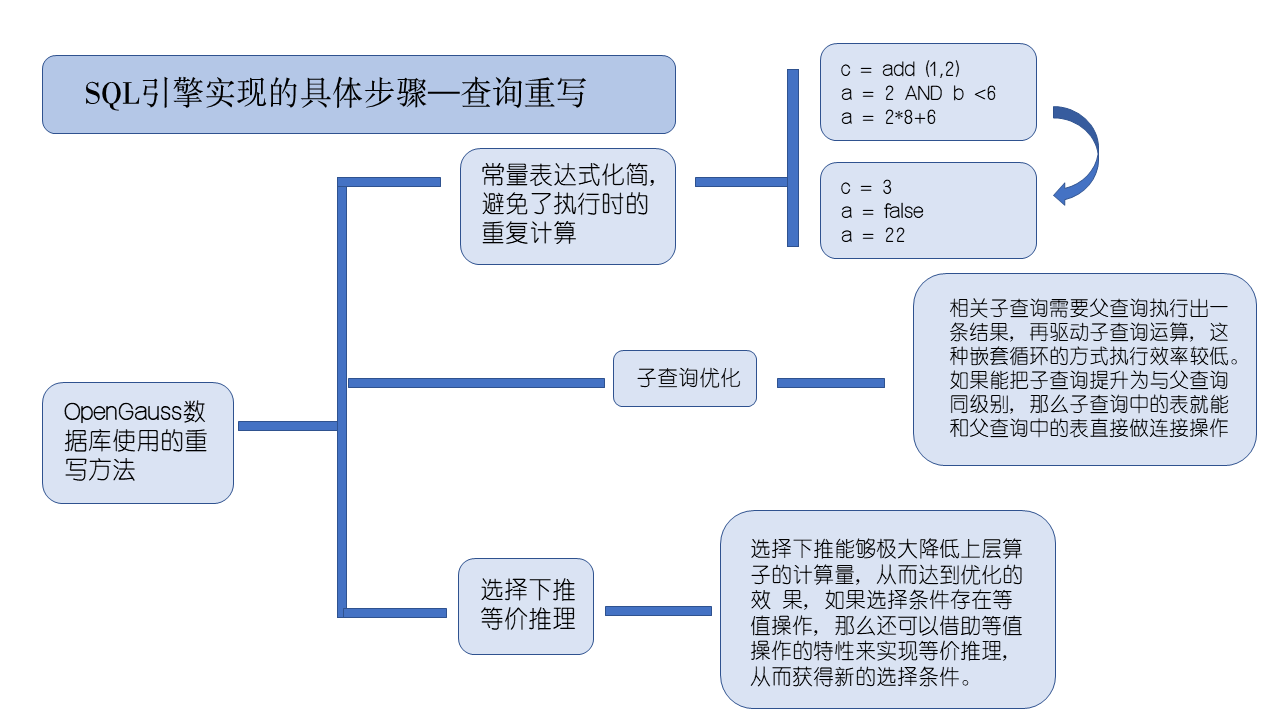 SQL引擎实现的具体步骤—查询重写
常量表达式化简，
避免了执行时的
重复计算
c = add (1,2)
a = 2 AND b <6
a = 2*8+6
c = 3
a = false
a = 22
OpenGauss数
据库使用的重
写方法
子查询优化
相关子查询需要父查询执行出一
条结果，再驱动子查询运算，这
种嵌套循环的方式执行效率较低。
如果能把子查询提升为与父查询
同级别，那么子查询中的表就能
和父查询中的表直接做连接操作
选择下推
等价推理
选择下推能够极大降低上层算
子的计算量，从而达到优化的
效 果，如果选择条件存在等
值操作，那么还可以借助等值
操作的特性来实现等价推理，
从而获得新的选择条件。